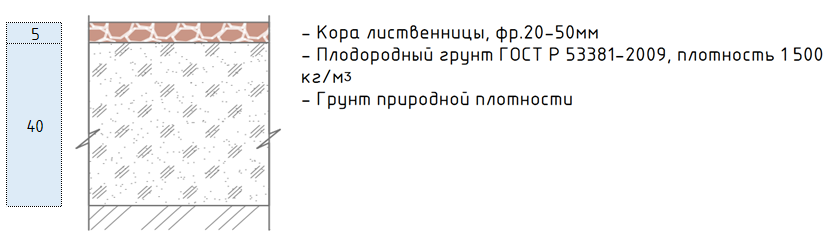 5
– Кора лиственницы, фр.20-50мм
– Плодородный грунт ГОСТ Р 53381-2009, плотность 1 500
кг/м3
– Грунт природной плотности
40